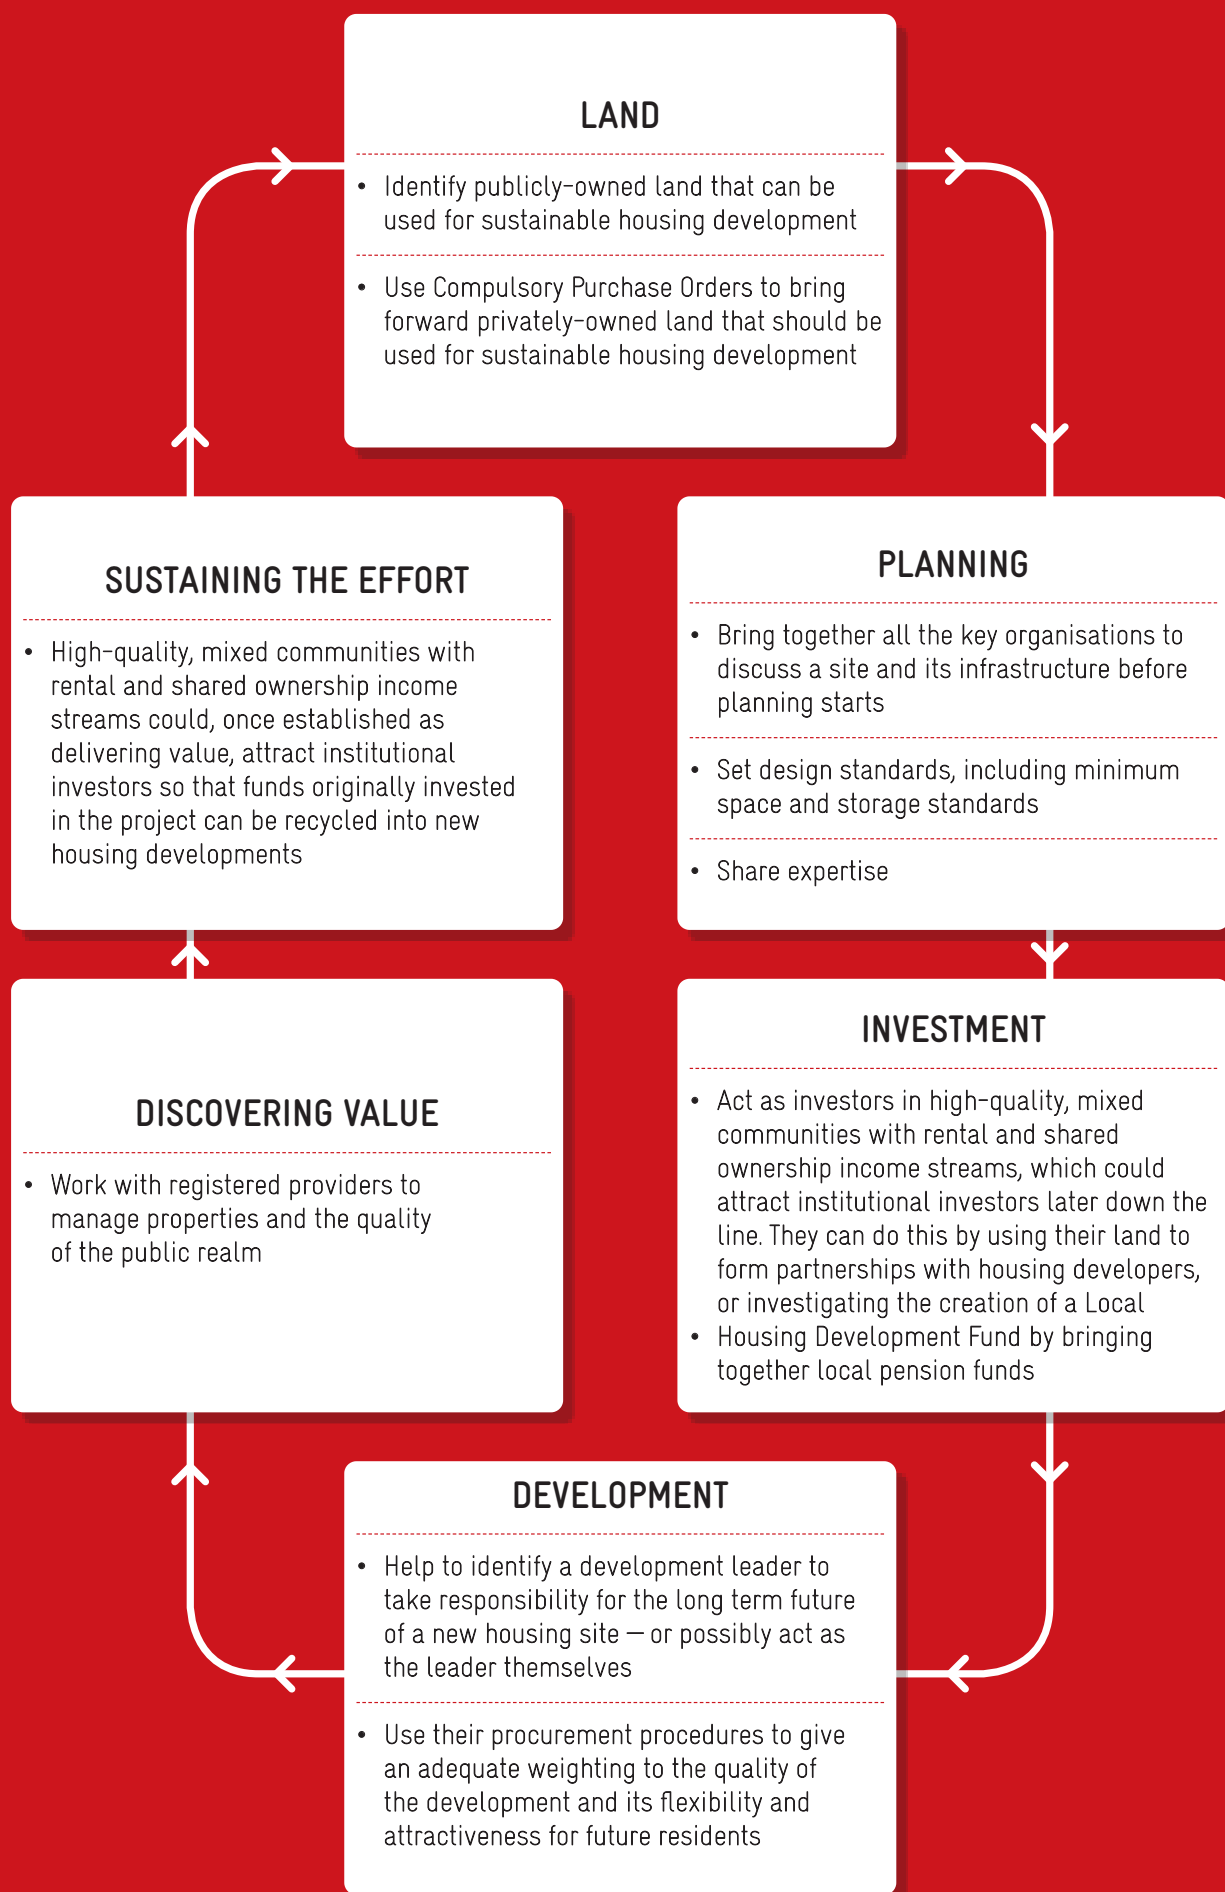 LAND
• Identify publicly-owned land that can be
used for sustainable housing development
• Use Compulsory Purchase Orders to bring
forward privately-owned land that should be
used for sustainable housing development
PLANNING
• Bring together all the key organisations to
discuss a site and its infrastructure before
planning starts
• Set design standards, including minimum
space and storage standards
• Share expertise
INVESTMENT
• Act as investors in high-quality, mixed
communities with rental and shared
ownership income streams, which could
attract institutional investors later down the
line. They can do this by using their land to
form partnerships with housing developers,
or investigating the creation of a Local
• Housing Development Fund by bringing
together local pension funds
DEVELOPMENT
• Help to identify a development leader to
take responsibility for the long term future
of a new housing site – or possibly act as
the leader themselves
• Use their procurement procedures to give
an adequate weighting to the quality of
the development and its flexibility and
attractiveness for future residents
DISCOVERING VALUE
• Work with registered providers to
manage properties and the quality
of the public realm
SUSTAINING THE EFFORT
• High-quality, mixed communities with
rental and shared ownership income
streams could, once established as
delivering value, attract institutional
investors so that funds originally invested
in the project can be recycled into new
housing developments